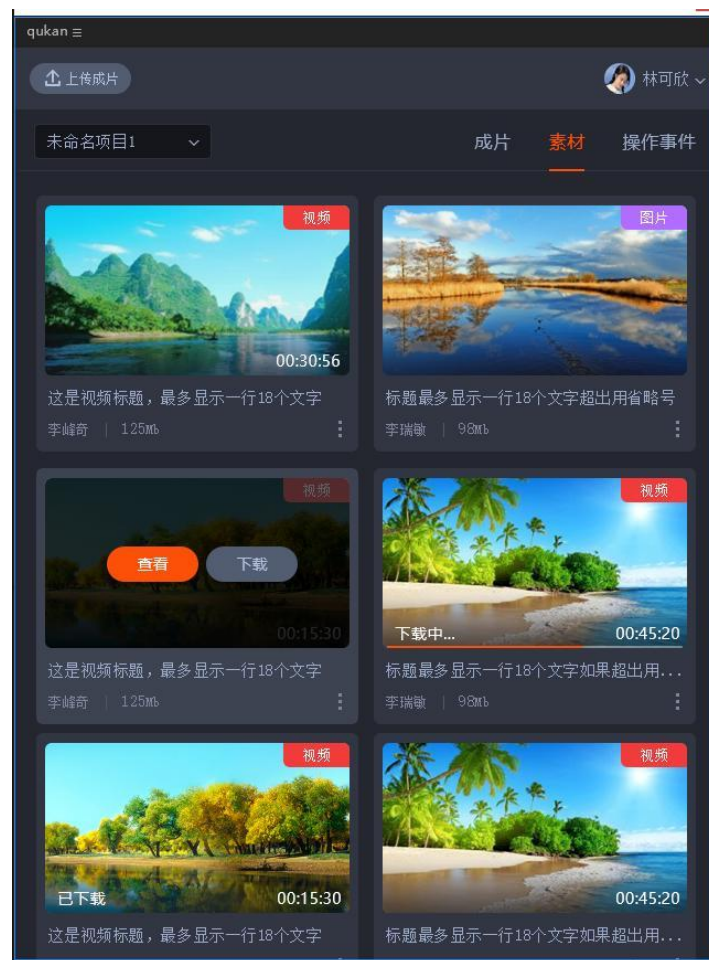 qukan
上传成片
林可欣
未命名项目1
成片 素材 操作事件
视频
00:30:56
这是视频标题，最多显示一行18个文字
李峰奇 | 125Mb
图片
标题最多显示一行18个文字超出用省略号
李瑞敏 | 98Mb
视频
查看 下载
00:15:30
这是视频标题，最多显示一行18个文字
李峰奇 | 125Mb
视频
下载中... 00:45:20
标题最多显示一行18个文字如果超出用...
李瑞敏 | 98Mb
视频
已下载 00:15:30
这是视频标题，最多显示一行18个文字
视频
00:45:20
标题最多显示一行18个文字如果超出用...